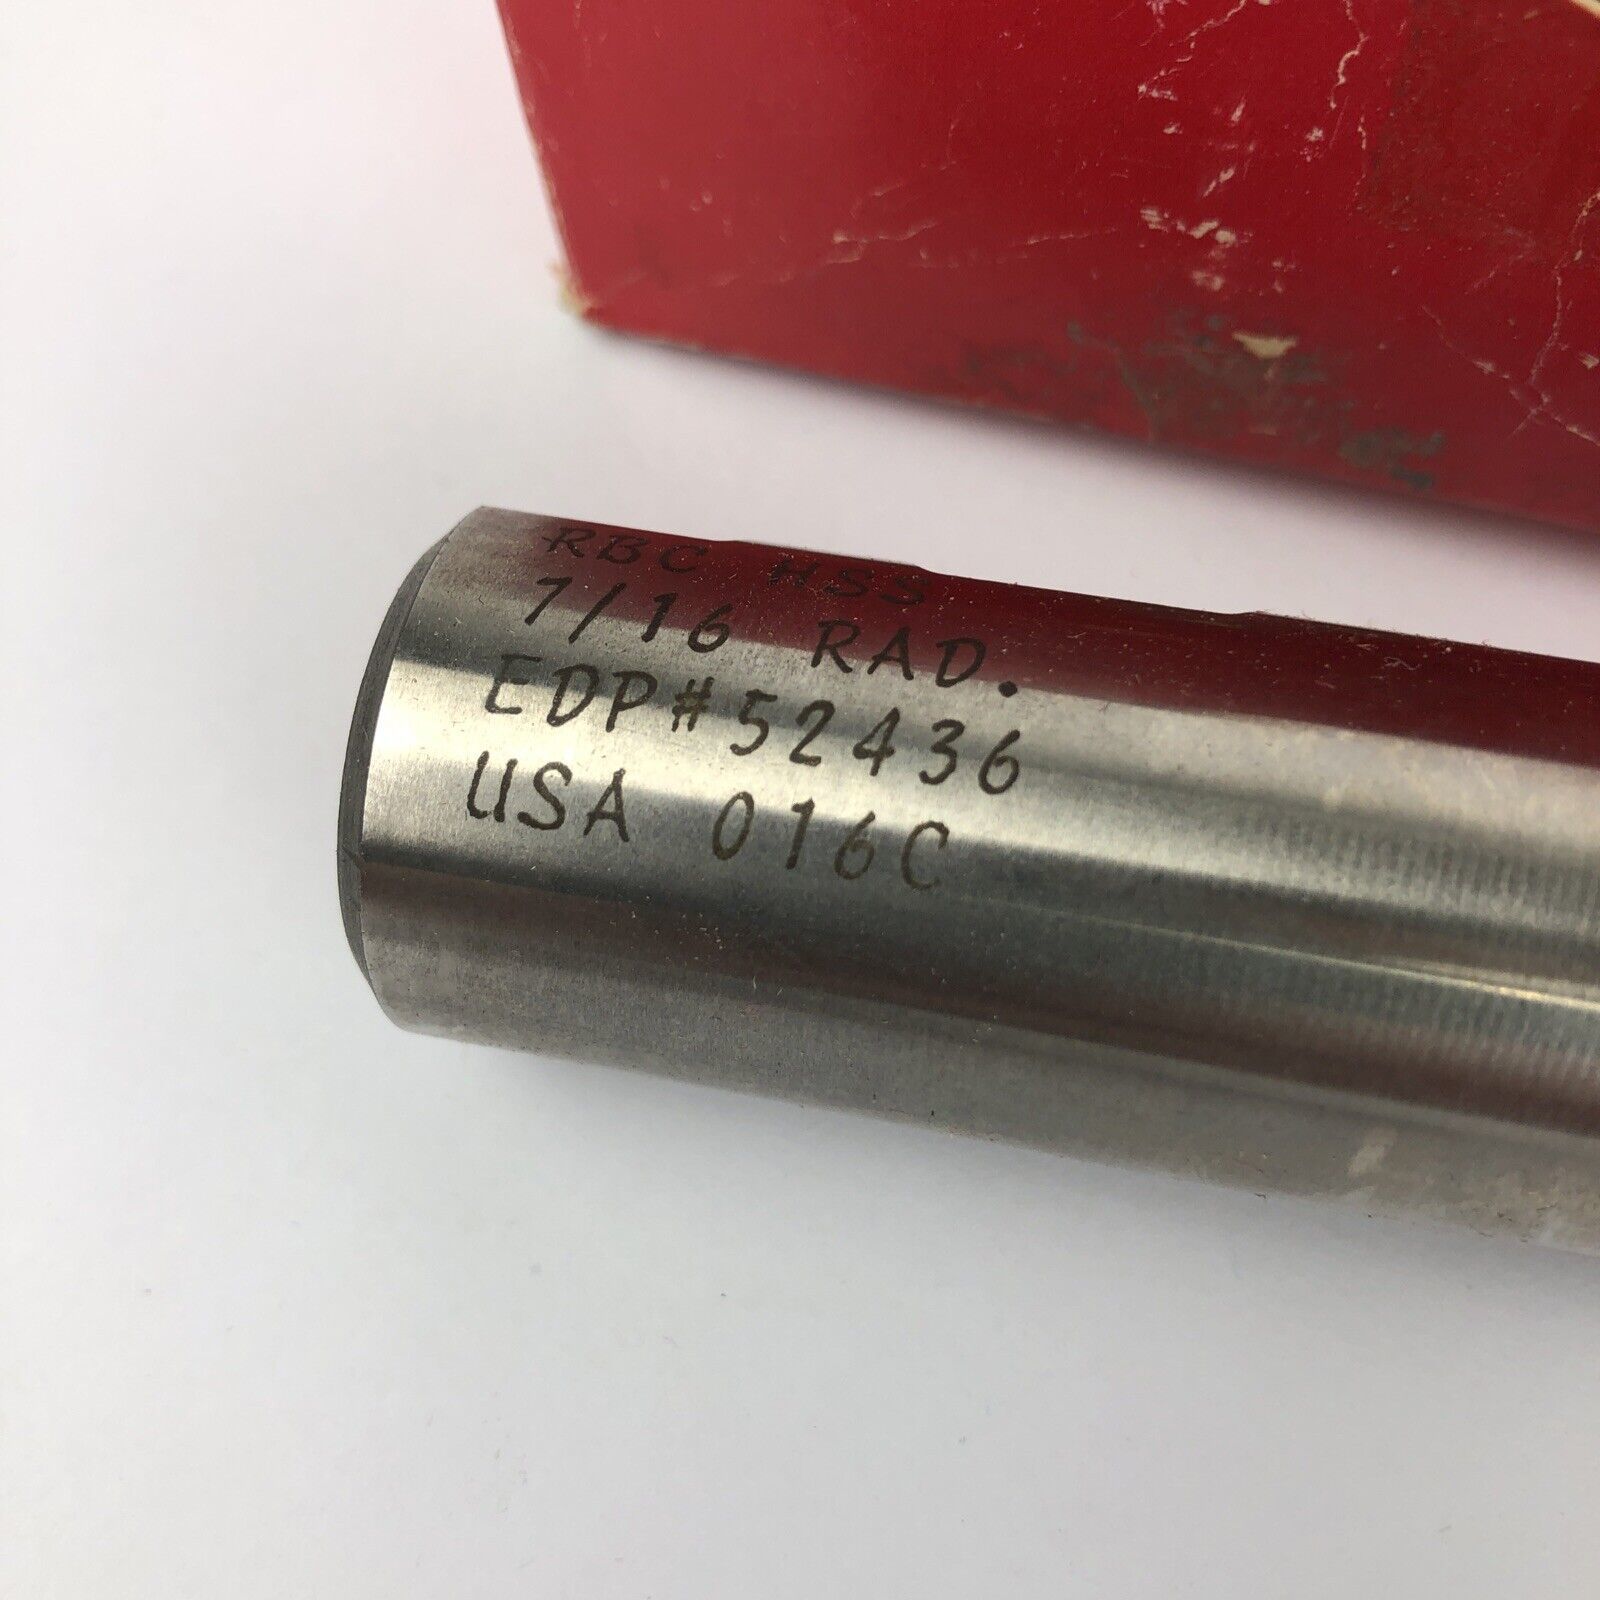 RBC HSS
7/16 RAD.
EDP#52436
USA 016C